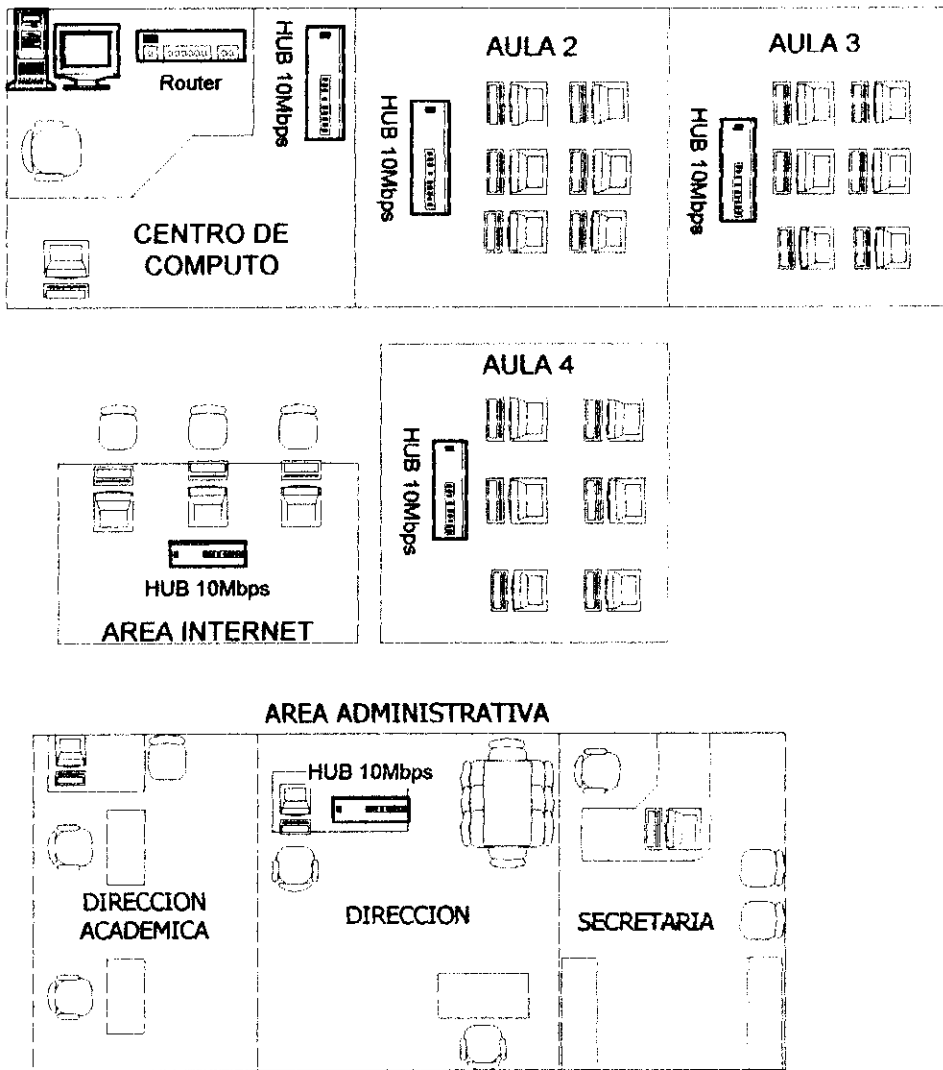 Router
HUB 10Mbps
CENTRO DE
COMPUTO
AULA 2
HUB 10Mbps
AULA 3
HUB 10Mbps
HUB 10Mbps
AREA INTERNET
AULA 4
HUB 10Mbps
AREA ADMINISTRATIVA
DIRECCION
ACADEMICA
HUB 10Mbps
DIRECCION
SECRETARIA